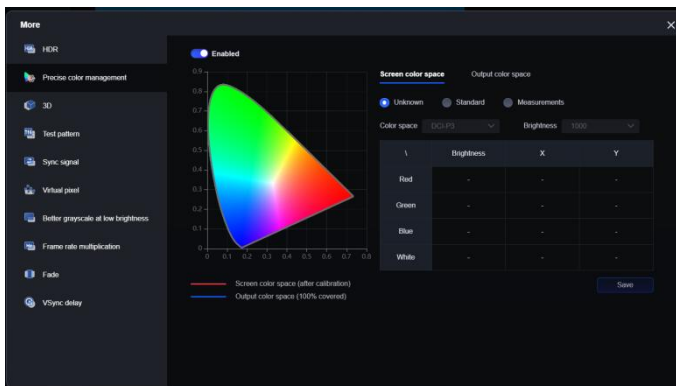 More
HDR
Precise color management
3D
Test pattern
Sync signal
Virtual pixel
Better grayscale at low brightness
Frame rate multiplication
Fade
VSync delay
Enabled
0.9
0.8
0.7
0.6
0.5
0.4
0.3
0.2
0.1
0
0 0.1 0.2 0.3 0.4 0.5 0.6 0.7 0.8
Screen color space (after calibration)
Output color space (100% covered)
Screen color space Output color space
Unknown Standard Measurements
Color space DCI-P3 Brightness 1000
\ Brightness X Y
Red - - -
Green - - -
Blue - - -
White - - -
Save